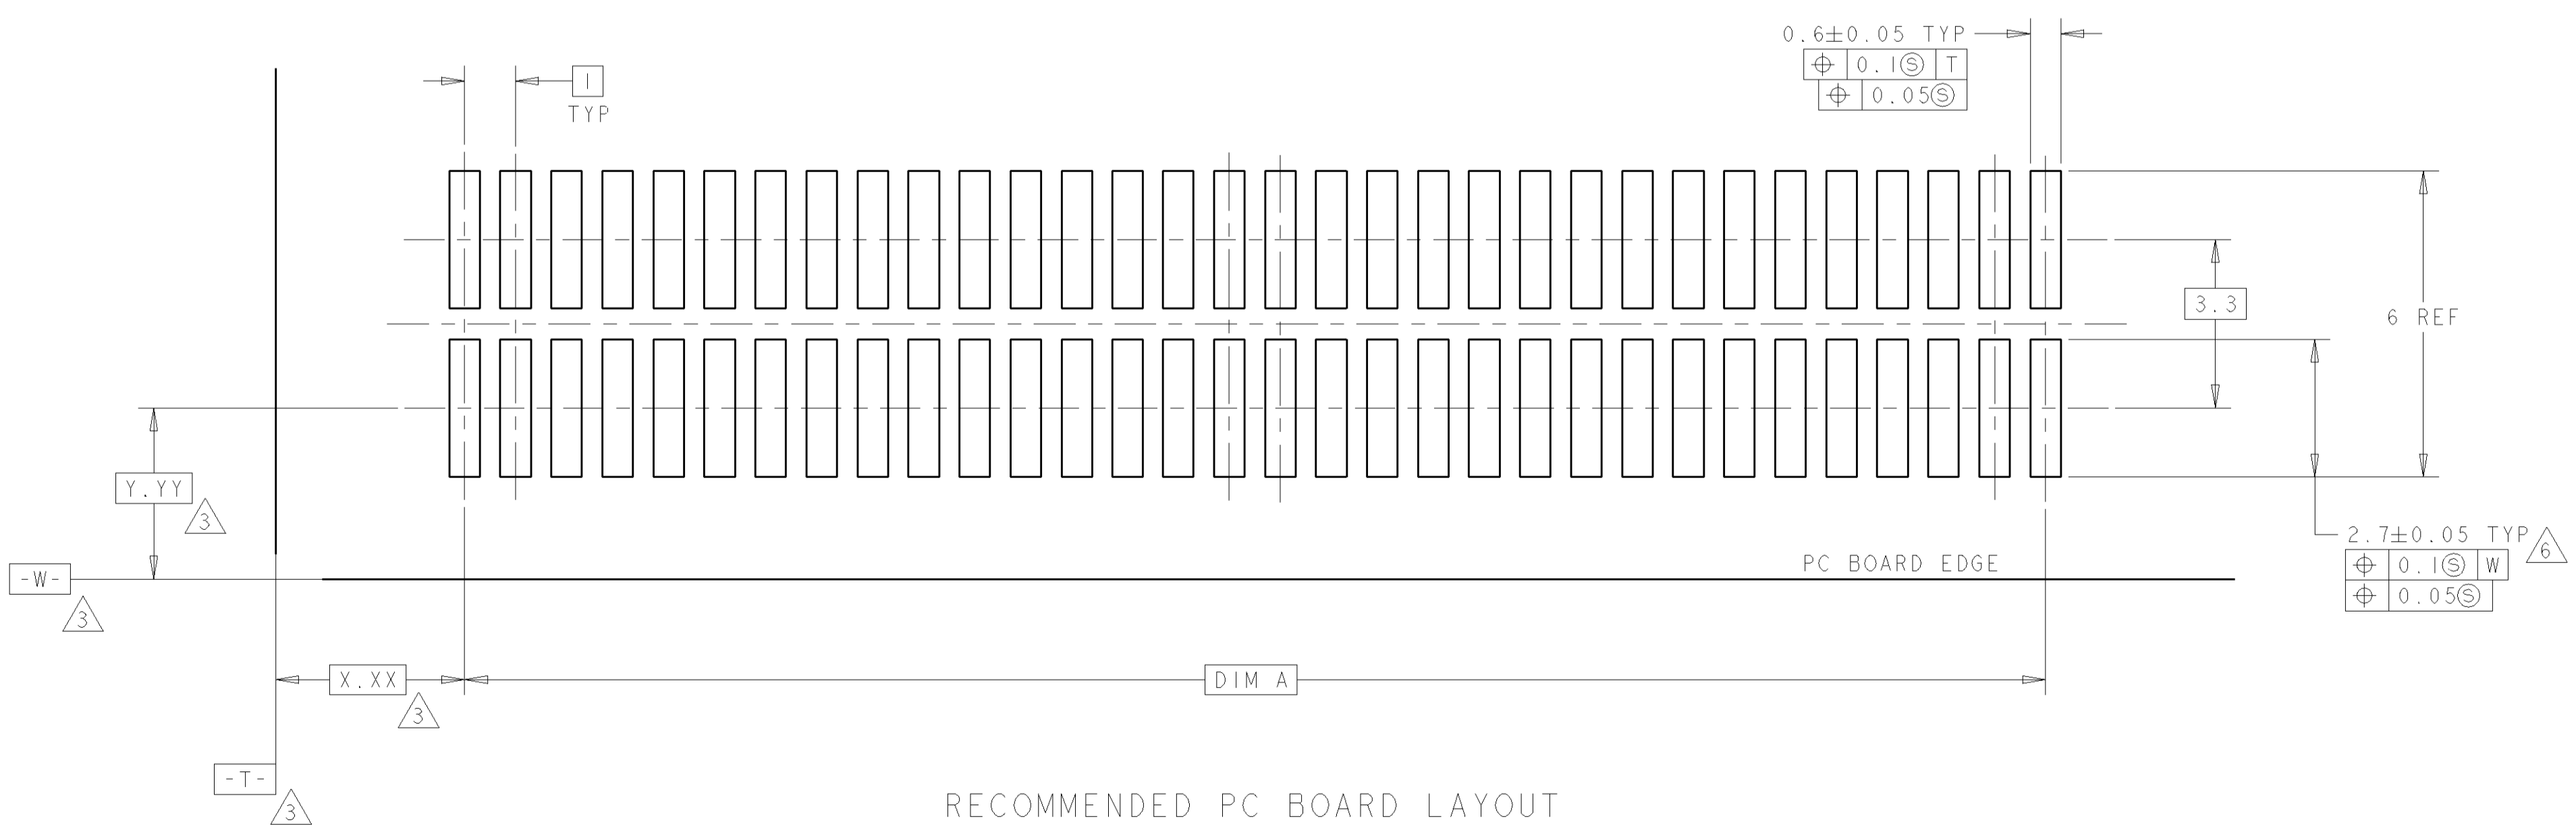 0.6±0.05 TYP
⌖ 0.1Ⓢ T
⌖ 0.05Ⓢ
1
TYP
3.3
6 REF
Y.YY
3
2.7±0.05 TYP 6
⌖ 0.1Ⓢ W
⌖ 0.05Ⓢ
PC BOARD EDGE
-W-
3
X.XX
3
DIM A
-T-
3
RECOMMENDED PC BOARD LAYOUT